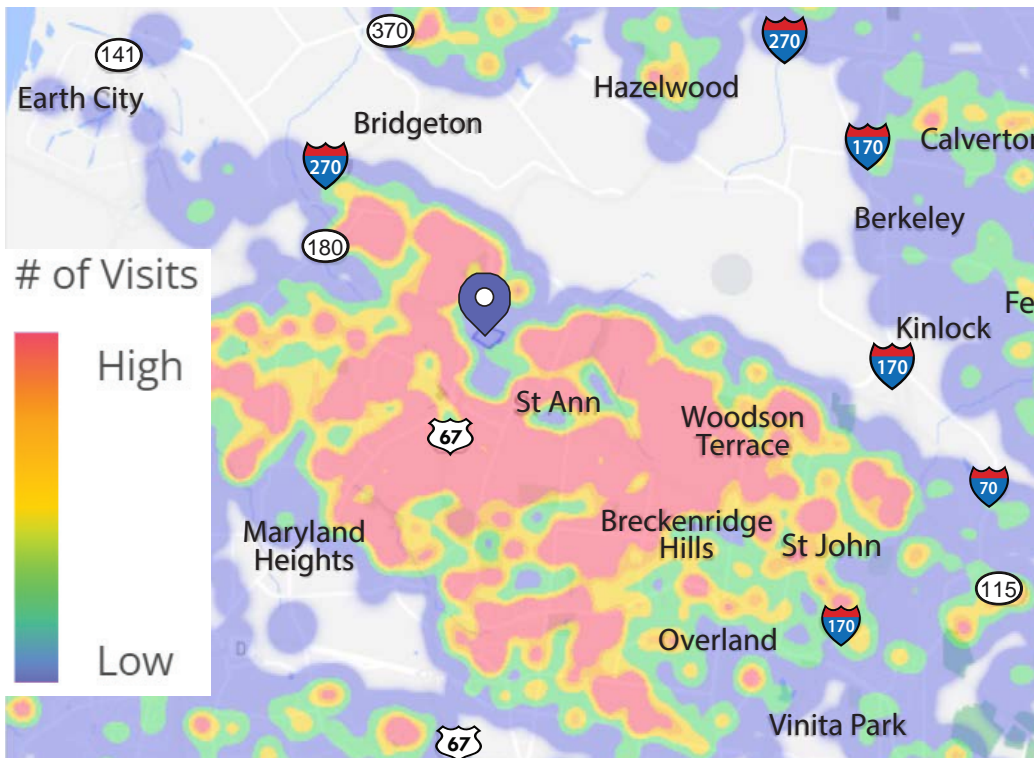 370
270
141
Hazelwood
Earth City
Bridgeton
Calverton
170
270
Berkeley
180
# of Visits
Fe
Kinlock
High
170
St Ann
Woodson
Terrace
67
70
Breckenridge
Hills
Maryland
Heights
St John
115
170
Overland
Low
D
Vinita Park
67